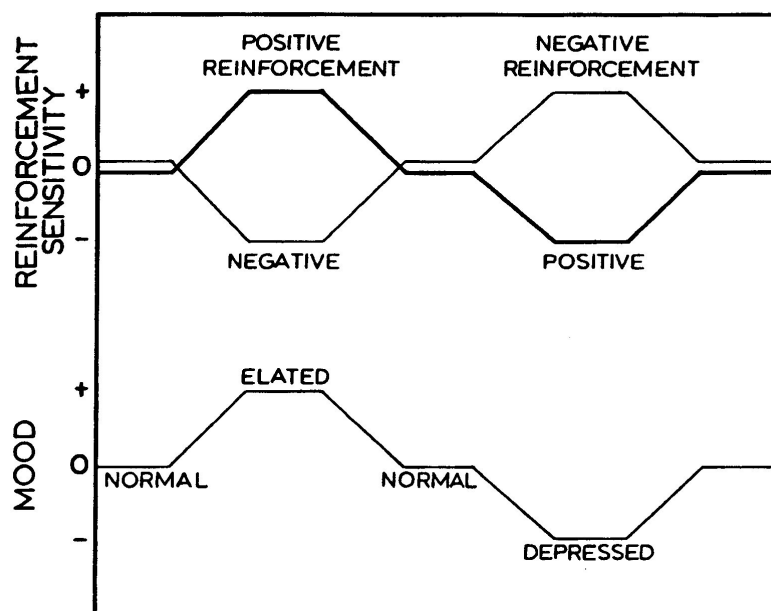 POSITIVE
REINFORCEMENT
NEGATIVE
REINFORCEMENT
REINFORCEMENT
SENSITIVITY
+
0
−
NEGATIVE
POSITIVE
MOOD
+
0
−
ELATED
NORMAL
NORMAL
DEPRESSED